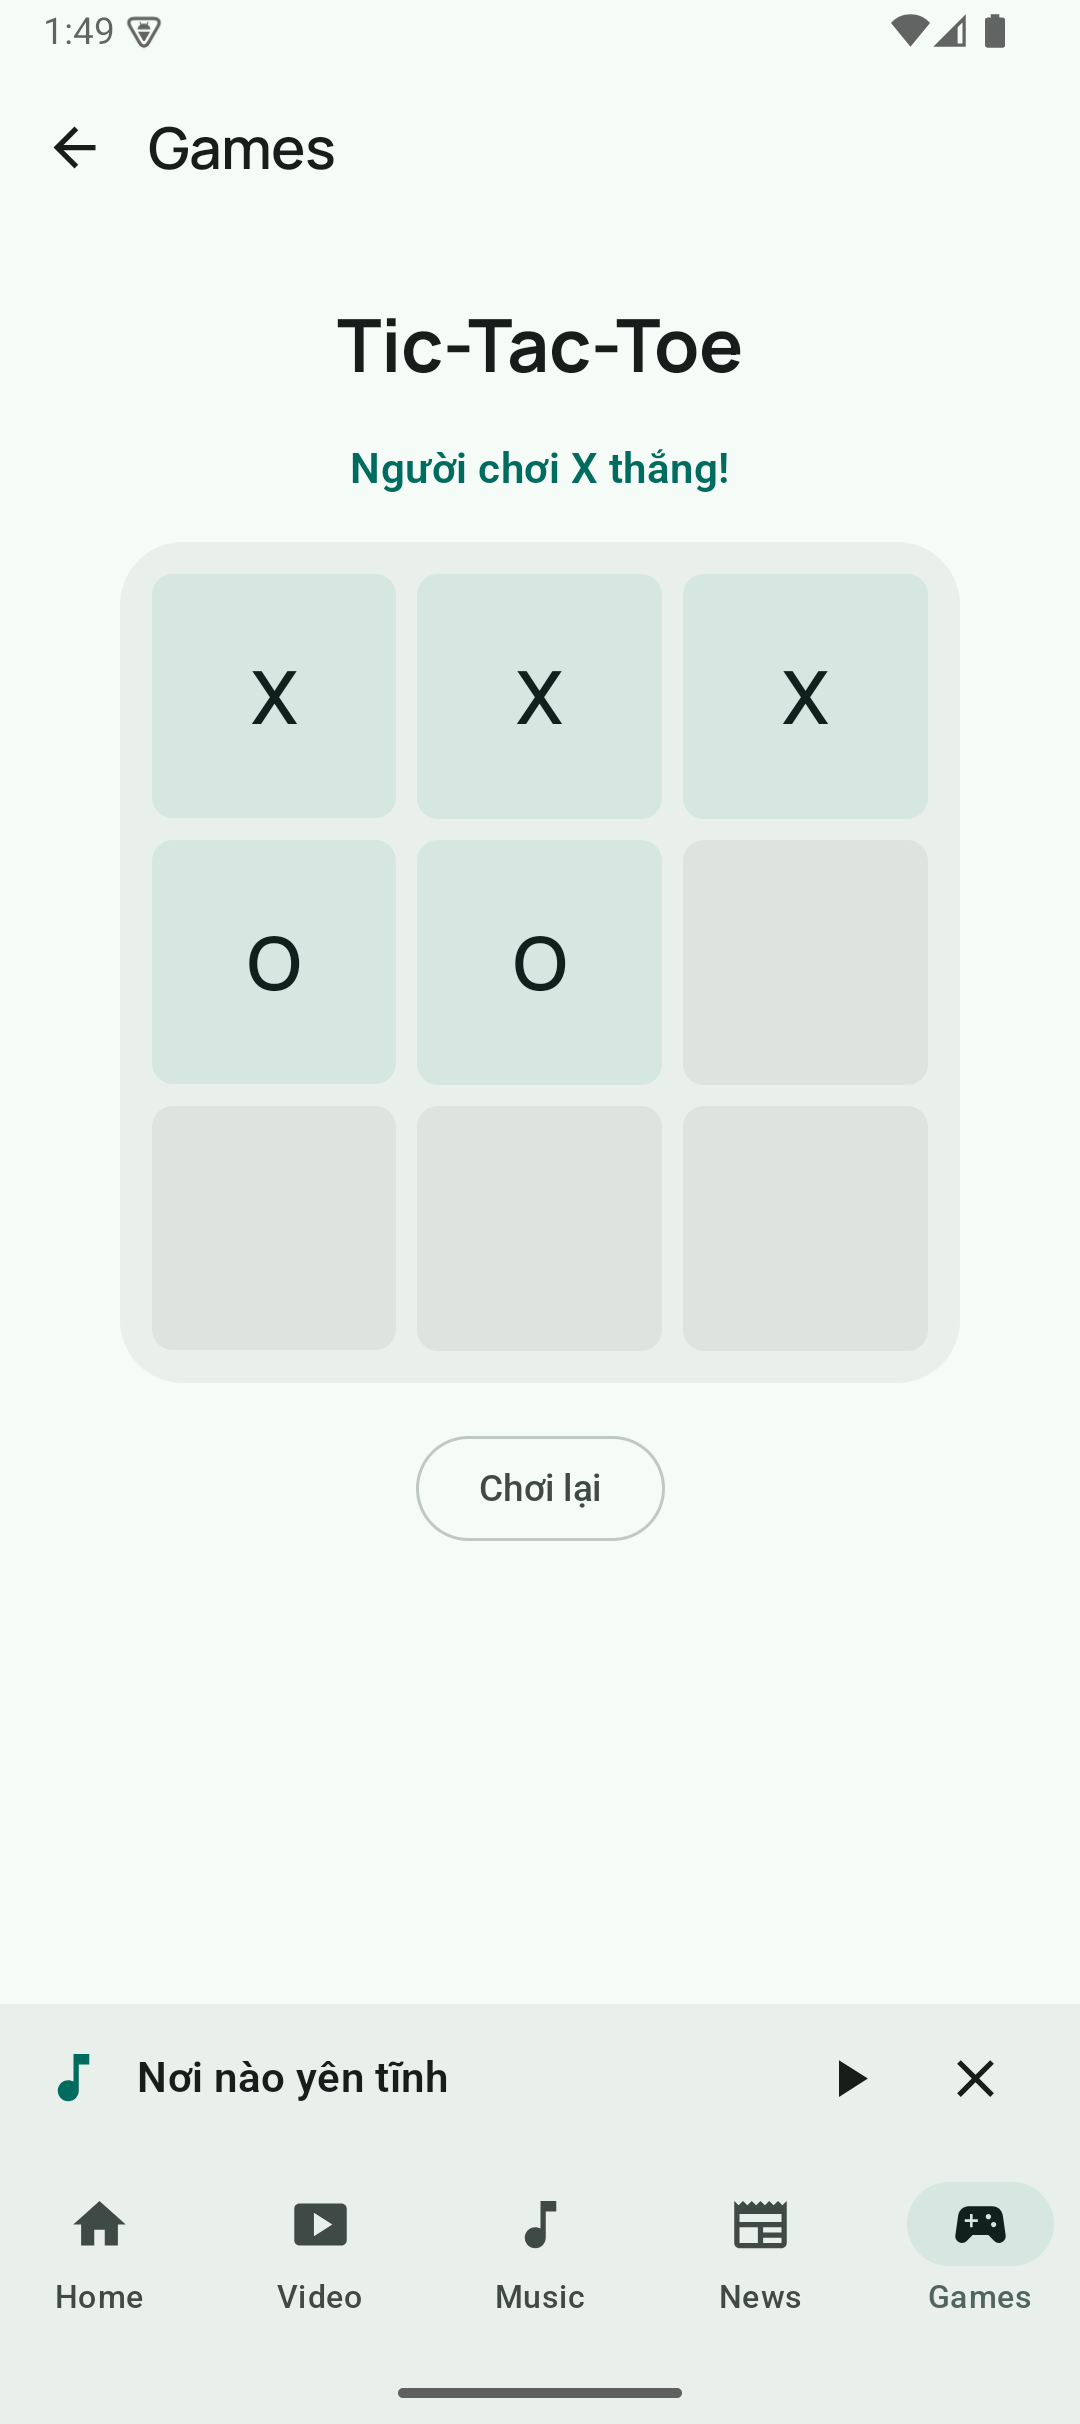 1:49
Games
Tic-Tac-Toe
Người chơi X thắng!
X X X
O O
Chơi lại
Nơi nào yên tĩnh
Home Video Music News Games